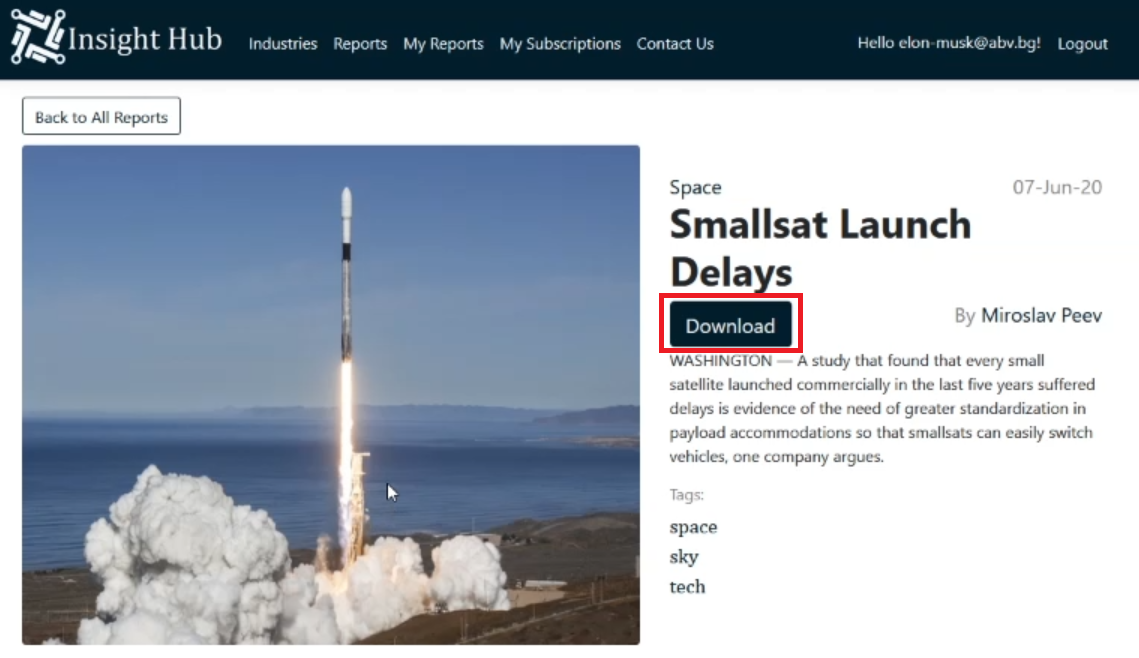 Insight Hub
Industries Reports My Reports My Subscriptions Contact Us
Hello elon-musk@abv.bg! Logout
Back to All Reports
Space 07-Jun-20
Smallsat Launch
Delays
Download
By Miroslav Peev
WASHINGTON — A study that found that every small
satellite launched commercially in the last five years suffered
delays is evidence of the need of greater standardization in
payload accommodations so that smallsats can easily switch
vehicles, one company argues.
Tags:
space
sky
tech